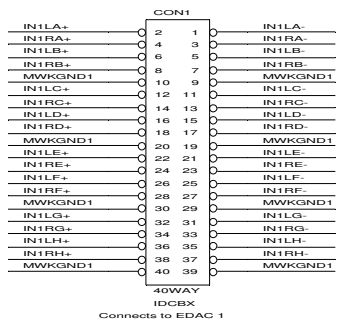 CON1
IN1LA+ 2 1 IN1LA-
IN1RA+ 4 3 IN1RA-
IN1LB+ 6 5 IN1LB-
IN1RB+ 8 7 IN1RB-
MWKGND1 10 9 MWKGND1
IN1LC+ 12 11 IN1LC-
IN1RC+ 14 13 IN1RC-
IN1LD+ 16 15 IN1LD-
IN1RD+ 18 17 IN1RD-
MWKGND1 20 19 MWKGND1
IN1LE+ 22 21 IN1LE-
IN1RE+ 24 23 IN1RE-
IN1LF+ 26 25 IN1LF-
IN1RF+ 28 27 IN1RF-
MWKGND1 30 29 MWKGND1
IN1LG+ 32 31 IN1LG-
IN1RG+ 34 33 IN1RG-
IN1LH+ 36 35 IN1LH-
IN1RH+ 38 37 IN1RH-
MWKGND1 40 39 MWKGND1
40WAY
IDCBX
Connects to EDAC 1